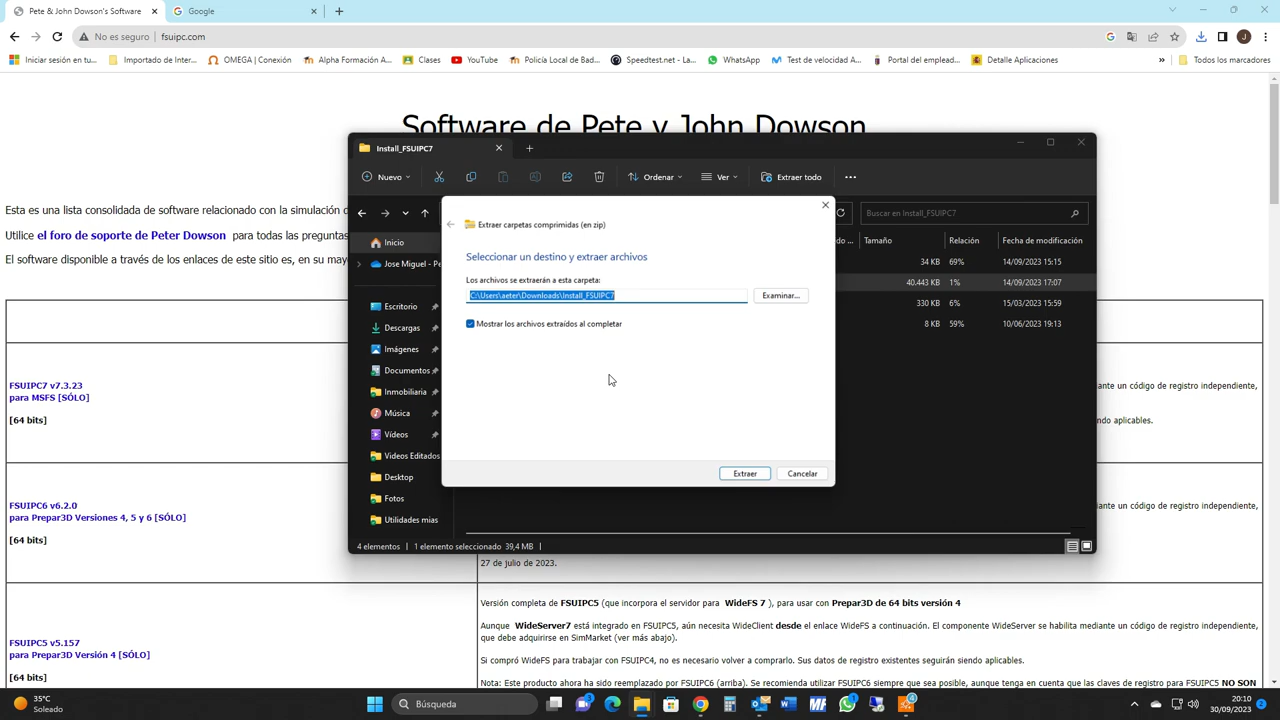 Pete & John Dowson's Software
Google
No es seguro
fsuipc.com
Iniciar sesión en tu...
Importado de Inter...
OMEGA | Conexión
Alpha Formación A...
Clases
YouTube
Policía Local de Bad...
Speedtest.net - La...
WhatsApp
Test de velocidad A...
Portal del emplead...
Detalle Aplicaciones
»
Todos los marcadores
Software de Pete y John Dowson
Install_FSUIPC7
Nuevo
Ordenar
Ver
Extraer todo
Buscar en Install_FSUIPC7
Esta es una lista consolidada de software relacionado con la simulación d
Utilice el foro de soporte de Peter Dowson para todas las preguntas
El software disponible a través de los enlaces de este sitio es, en su may
Inicio
Jose Miguel - Pe
Escritorio
Descargas
Imágenes
Documentos
Inmobiliaria
Música
Vídeos
Videos Editados
Desktop
Fotos
Utilidades mias
do ...
Tamaño
Relación
Fecha de modificación
34 KB 69% 14/09/2023 15:15
40.443 KB 1% 14/09/2023 17:07
330 KB 6% 15/03/2023 15:59
8 KB 59% 10/06/2023 19:13
Extraer carpetas comprimidas (en zip)
Seleccionar un destino y extraer archivos
Los archivos se extraerán a esta carpeta:
C:\Users\aeter\Downloads\Install_FSUIPC7
Examinar...
Mostrar los archivos extraídos al completar
Extraer
Cancelar
4 elementos
1 elemento seleccionado 39,4 MB
FSUIPC7 v7.3.23
para MSFS [SÓLO]
[64 bits]
ante un código de registro independiente,
ndo aplicables.
FSUIPC6 v6.2.0
para Prepar3D Versiones 4, 5 y 6 [SÓLO]
[64 bits]
ante un código de registro independiente,
27 de julio de 2023.
FSUIPC5 v5.157
para Prepar3D Versión 4 [SÓLO]
[64 bits]
Versión completa de FSUIPC5 (que incorpora el servidor para WideFS 7 ), para usar con Prepar3D de 64 bits versión 4
Aunque WideServer7 está integrado en FSUIPC5, aún necesita WideClient desde el enlace WideFS a continuación. El componente WideServer se habilita mediante un código de registro independiente,
que debe adquirirse en SimMarket (ver más abajo).
Si compró WideFS para trabajar con FSUIPC4, no es necesario volver a comprarlo. Sus datos de registro existentes seguirán siendo aplicables.
Nota: Este producto ahora ha sido reemplazado por FSUIPC6 (arriba). Se recomienda utilizar FSUIPC6 siempre que sea posible, aunque tenga en cuenta que las claves de registro para FSUIPC5 NO SON
35°C
Soleado
Búsqueda
20:10
30/09/2023